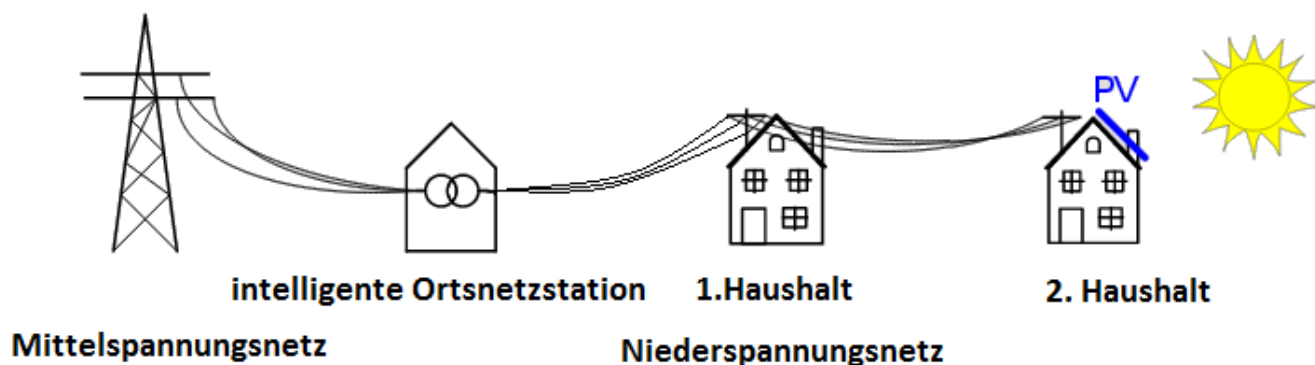 PV
intelligente Ortsnetzstation 1.Haushalt 2. Haushalt
Mittelspannungsnetz Niederspannungsnetz